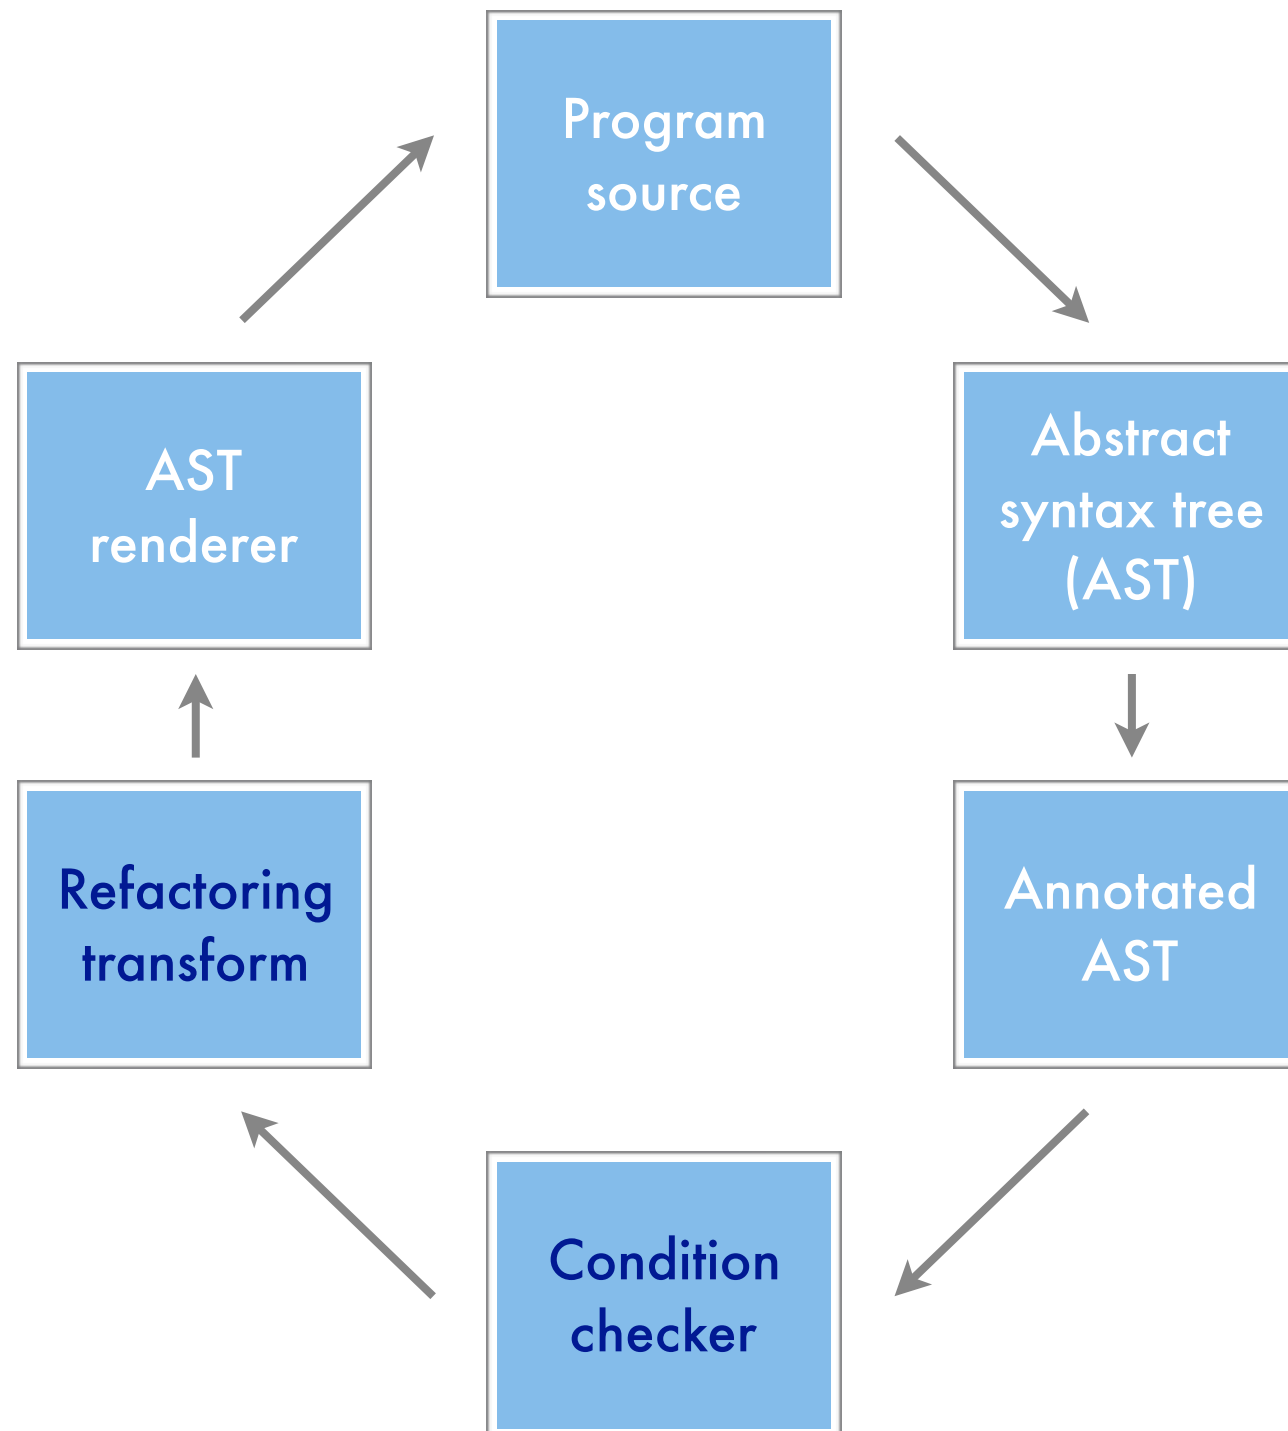 Program
source
Abstract
syntax tree
(AST)
Annotated
AST
Condition
checker
Refactoring
transform
AST
renderer